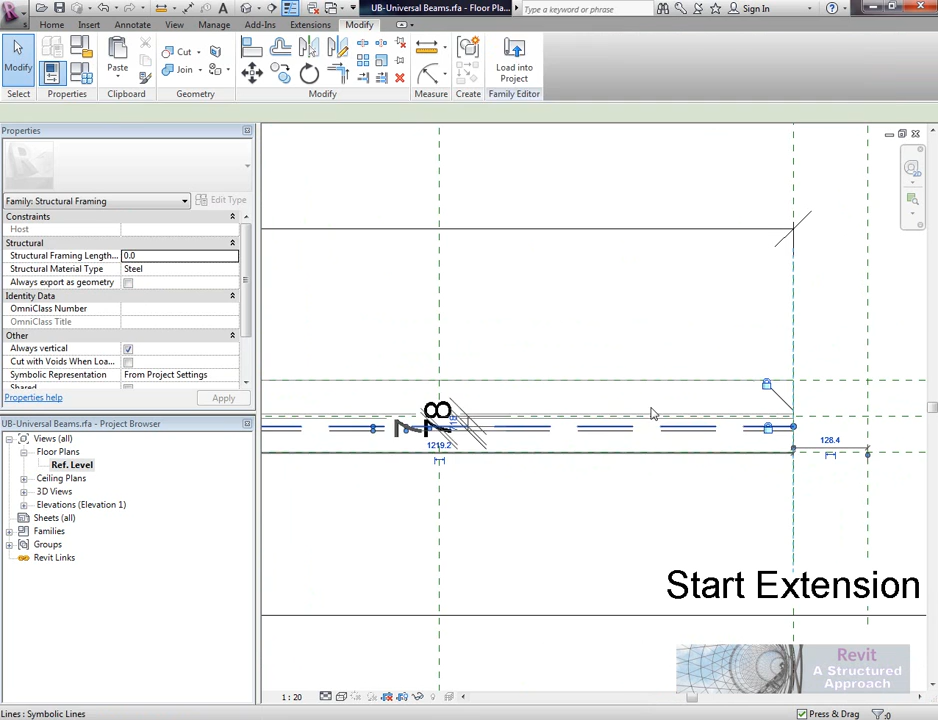 UB-Universal Beams.rfa - Floor Pla...
Type a keyword or phrase
Sign In
Home Insert Annotate View Manage Add-Ins Extensions Modify
Modify
Paste
Cut
Join
Load into
Project
Select Properties Clipboard Geometry Modify Measure Create Family Editor
Properties
Family: Structural Framing
Edit Type
Constraints
Host
Structural
Structural Framing Length... 0.0
Structural Material Type Steel
Always export as geometry
Identity Data
OmniClass Number
OmniClass Title
Other
Always vertical
Cut with Voids When Loa...
Symbolic Representation From Project Settings
Shared
Properties help
Apply
UB-Universal Beams.rfa - Project Browser
Views (all)
Floor Plans
Ref. Level
Ceiling Plans
3D Views
Elevations (Elevation 1)
Sheets (all)
Families
Groups
Revit Links
1219.2
128.4
Start Extension
Revit
A Structured
Approach
1 : 20
Lines : Symbolic Lines
Press & Drag
:0